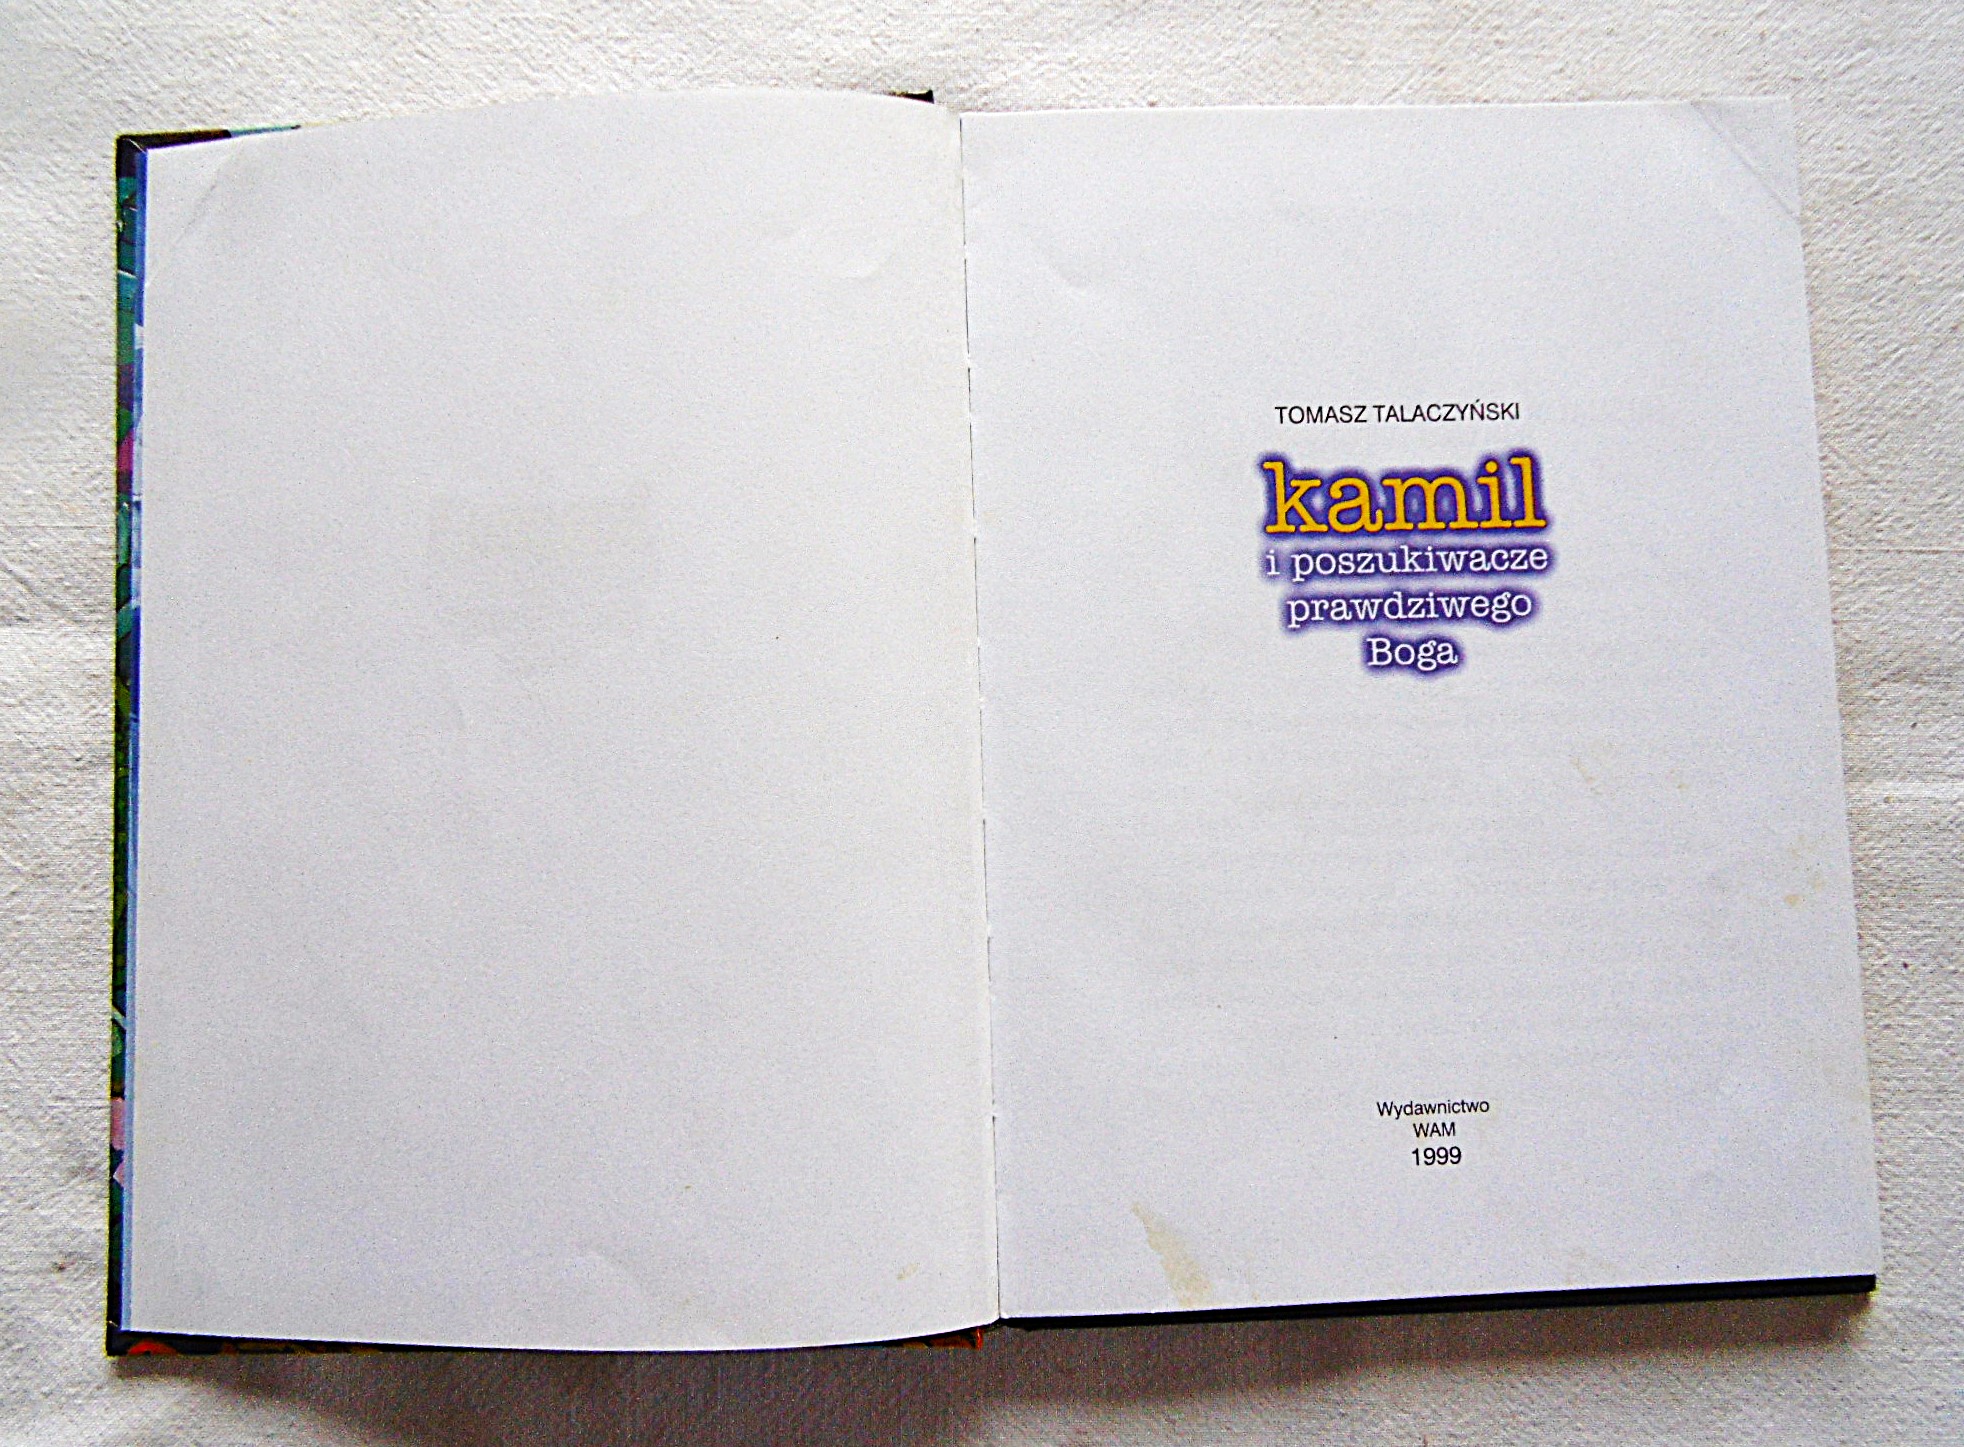 TOMASZ TALACZYŃSKI
kamil
i poszukiwacze
prawdziwego
Boga
Wydawnictwo
WAM
1999